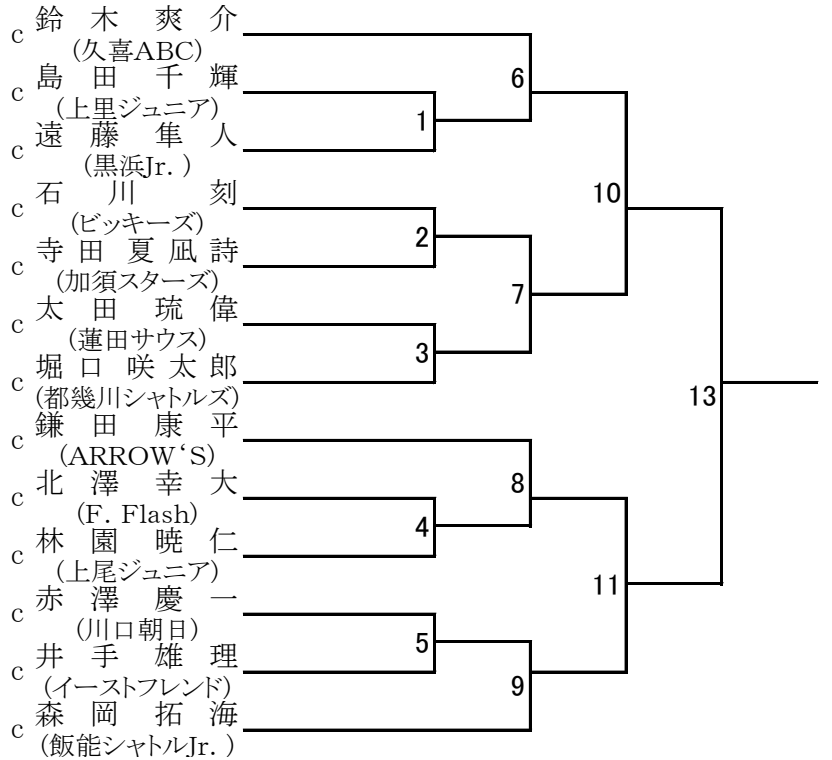 c 鈴木爽介
(久喜ABC)
6
c 島田千輝
(上里ジュニア)
1
c 遠藤隼人
(黒浜Jr.)
10
c 石川刻
(ビッキーズ)
2
c 寺田夏凪詩
(加須スターズ)
7
c 太田琉偉
(蓮田サウス)
3
c 堀口咲太郎
(都幾川シャトルズ)
13
c 鎌田康平
(ARROW‘S)
8
c 北澤幸大
(F. Flash)
4
c 林園暁仁
(上尾ジュニア)
11
c 赤澤慶一
(川口朝日)
5
c 井手雄理
(イーストフレンド)
9
c 森岡拓海
(飯能シャトルJr.)